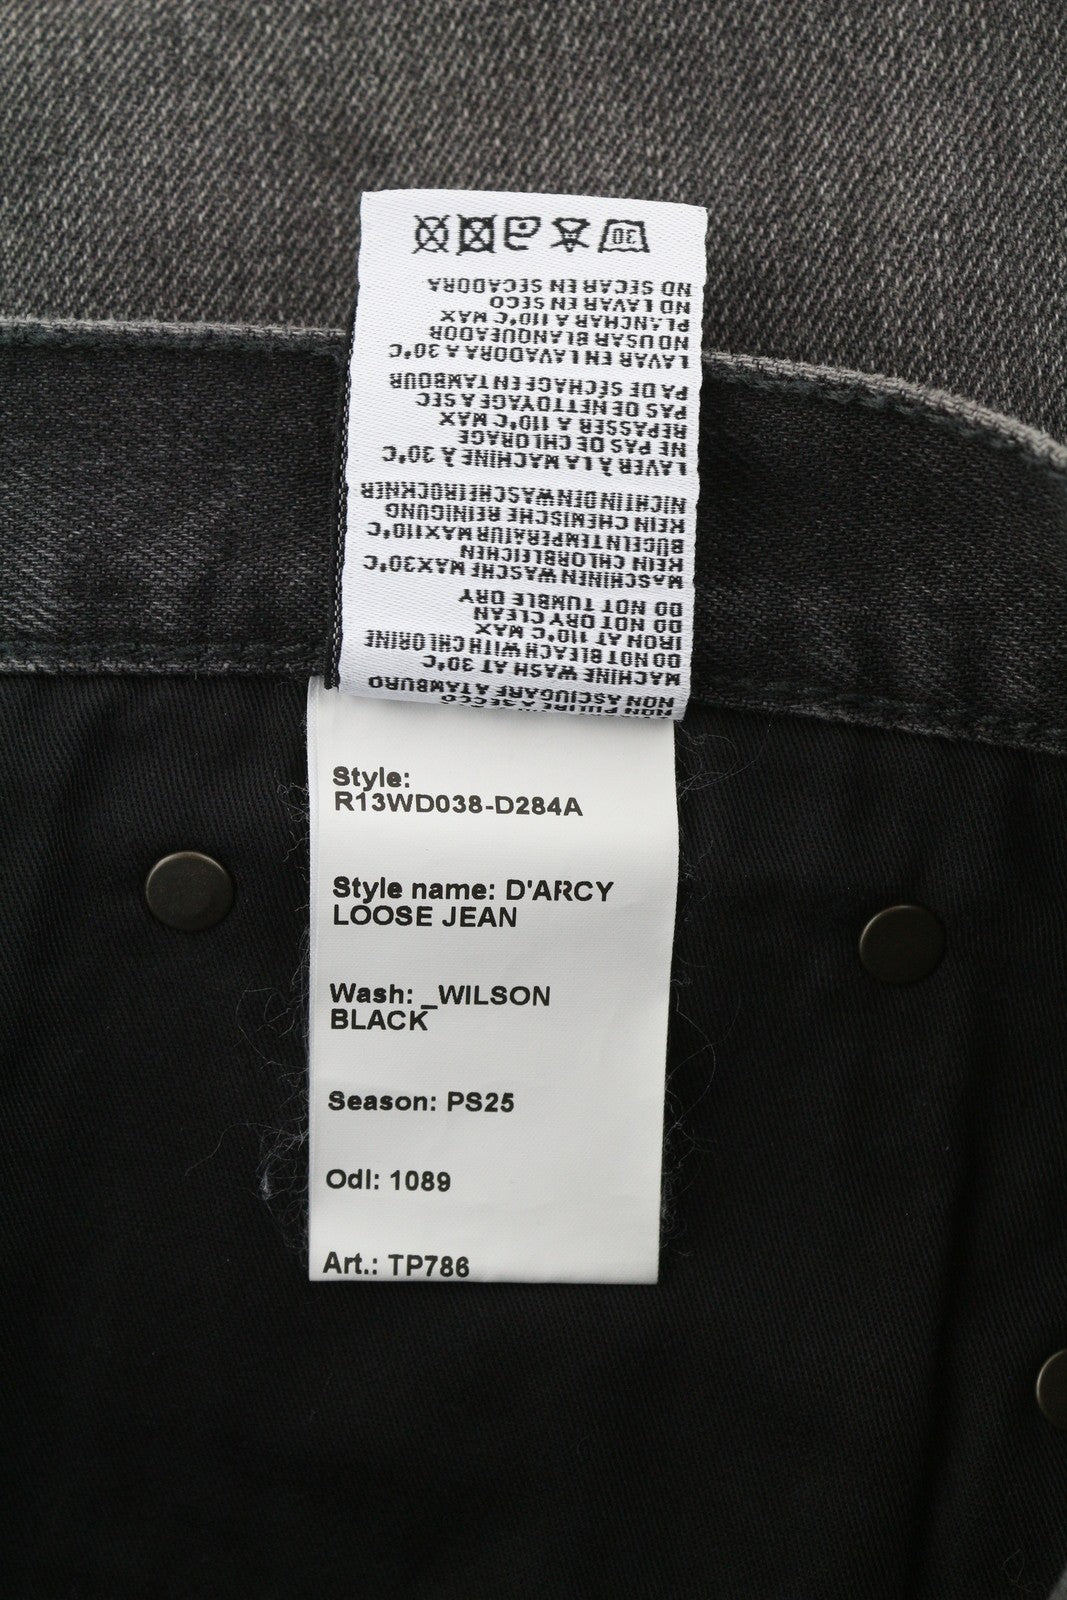 NON PULIRE A SECCO
NON ASCIUGARE A TAMBURO
MACHINE WASH AT 30°C
DO NOT BLEACH WITH CHLORINE
IRON AT 110°C MAX
DO NOT DRY CLEAN
DO NOT TUMBLE DRY
MASCHINEN WASCHE MAX30°C
KEIN CHLORBLEICHEN
BÜGELN TEMPERATUR MAX110°C
KEIN CHEMISCHE REINIGUNG
NICHT IN DEN WASCHETROCKNER
LAVER À LA MACHINE À 30°C
NE PAS DE CHLORAGE
REPASSER A 110°C MAX
PAS DE NETTOYAGE A SEC
PA DE SÉCHAGE EN TAMBOUR
LAVAR EN LAVADORA A 30°C
NO USAR BLANQUEADOR
PLANCHAR A 110°C MAX
NO LAVAR EN SECO
NO SECAR EN SECADORA
30
Style:
R13WD038-D284A
Style name: D'ARCY
LOOSE JEAN
Wash: _WILSON
BLACK
Season: PS25
Odl: 1089
Art.: TP786